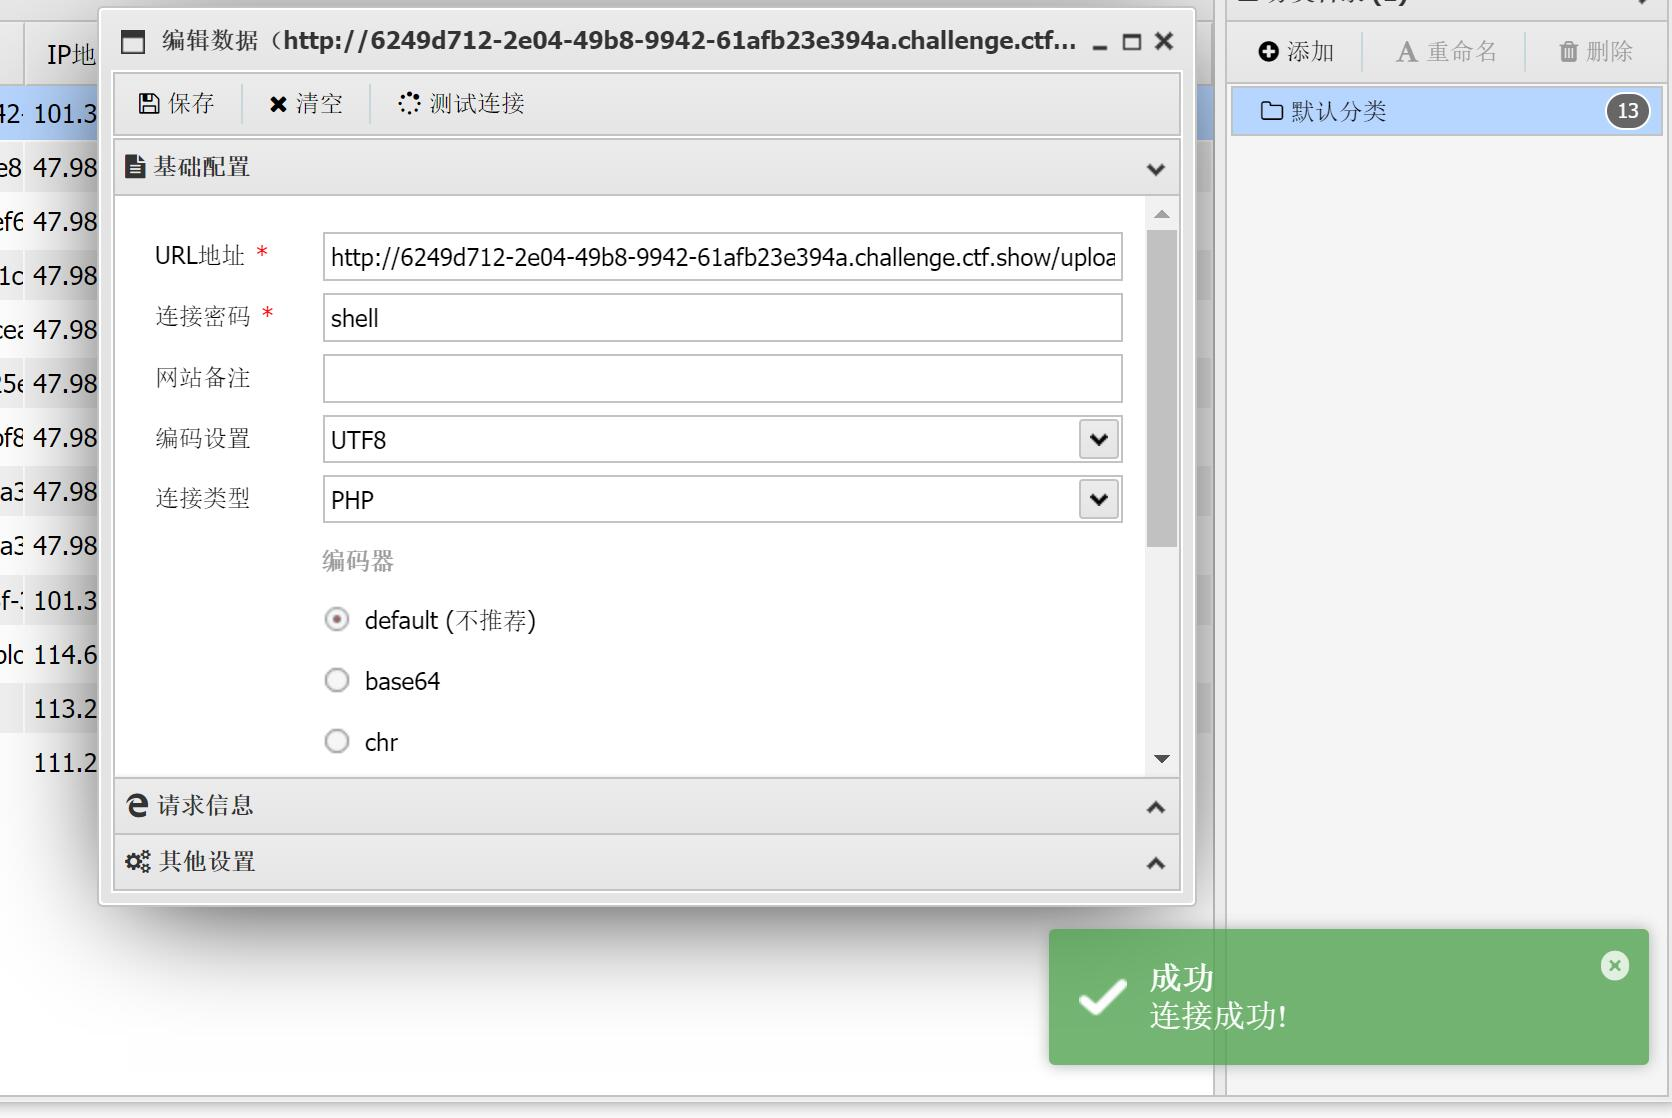 编辑数据（http://6249d712-2e04-49b8-9942-61afb23e394a.challenge.ctf...
保存 清空 测试连接
基础配置
URL地址 *
http://6249d712-2e04-49b8-9942-61afb23e394a.challenge.ctf.show/uploa
连接密码 *
shell
网站备注
编码设置
UTF8
连接类型
PHP
编码器
default (不推荐)
base64
chr
请求信息
其他设置
IP地
42- 101.3
e8 47.98
ef6 47.98
1c 47.98
cea 47.98
25e 47.98
bf8 47.98
a3 47.98
a3 47.98
f-3 101.3
plo 114.6
113.2
111.2
添加 重命名 删除
默认分类 13
成功
连接成功!